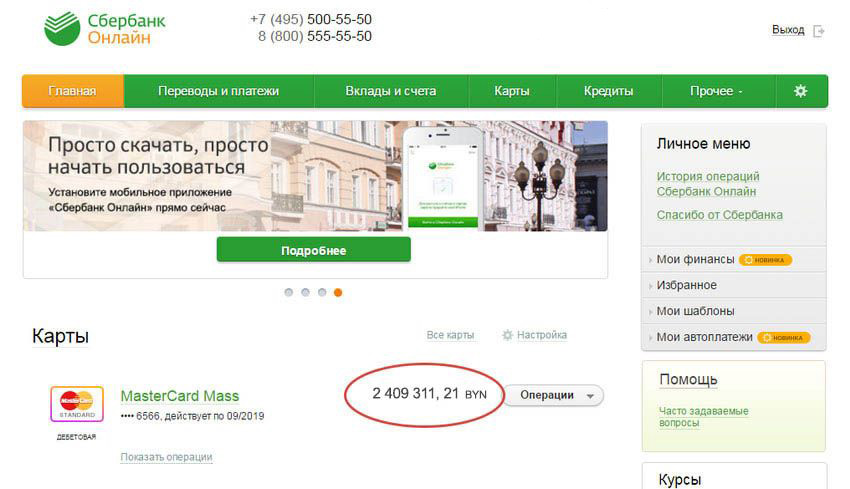 Сбербанк
Онлайн
+7 (495) 500-55-50
8 (800) 555-55-50
Выход
Главная
Переводы и платежи
Вклады и счета
Карты
Кредиты
Прочее
Просто скачать, просто
начать пользоваться
Установите мобильное приложение
«Сбербанк Онлайн» прямо сейчас
Подробнее
Личное меню
История операций
Сбербанк Онлайн
Спасибо от Сбербанка
Мои финансы НОВИНКА
Избранное
Мои шаблоны
Мои автоплатежи НОВИНКА
Карты
Все карты
Настройка
MasterCard
STANDARD
ДЕБЕТОВАЯ
MasterCard Mass
•••• 6566, действует по 09/2019
2 409 311, 21 BYN
Операции
Показать операции
Помощь
Часто задаваемые
вопросы
Курсы